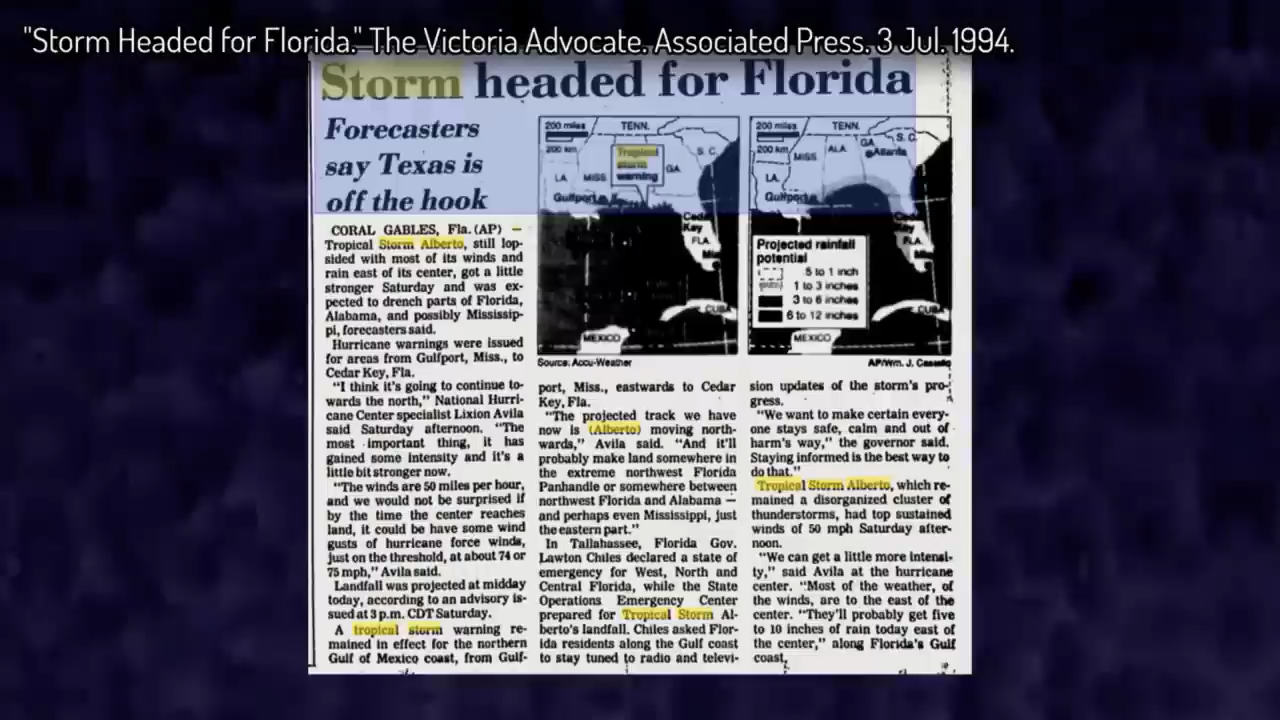 "Storm Headed for Florida." The Victoria Advocate. Associated Press. 3 Jul. 1994.
Storm headed for Florida
Forecasters
say Texas is
off the hook
CORAL GABLES, Fla. (AP) —
Tropical Storm Alberto, still lop-
sided with most of its winds and
rain east of its center, got a little
stronger Saturday and was ex-
pected to drench parts of Florida,
Alabama, and possibly Mississip-
pi, forecasters said.
Hurricane warnings were issued
for areas from Gulfport, Miss., to
Cedar Key, Fla.
"I think it's going to continue to-
wards the north," National Hurri-
cane Center specialist Lixion Avila
said Saturday afternoon. "The
most important thing, it has
gained some intensity and it's a
little bit stronger now.
"The winds are 50 miles per hour,
and we would not be surprised if
by the time the center reaches
land, it could be have some wind
gusts of hurricane force winds,
just on the threshold, at about 74 or
75 mph," Avila said.
Landfall was projected at midday
today, according to an advisory is-
sued at 3 p.m. CDT Saturday.
A tropical storm warning re-
mained in effect for the northern
Gulf of Mexico coast, from Gulf-
200 miles
200 km
TENN.
S. C.
Tropical
storm
warning
GA.
LA.
MISS
Gulfport
Cedar
Key
FLA.
CUBA
MEXICO
Source: Accu-Weather
200 miles
200 km
TENN.
S. C.
MISS
ALA.
GA.
Atlanta
LA.
Gulfport
Cedar
Key
FLA.
Projected rainfall
potential
.5 to 1 inch
1 to 3 inches
3 to 6 inches
6 to 12 inches
CUBA
MEXICO
AP/Wm. J.
port, Miss., eastwards to Cedar
Key, Fla.
"The projected track we have
now is (Alberto) moving north-
wards," Avila said. "And it'll
probably make land somewhere in
the extreme northwest Florida
Panhandle or somewhere between
northwest Florida and Alabama —
and perhaps even Mississippi, just
the eastern part."
In Tallahassee, Florida Gov.
Lawton Chiles declared a state of
emergency for West, North and
Central Florida, while the State
Operations Emergency Center
prepared for Tropical Storm Al-
berto's landfall. Chiles asked Flor-
ida residents along the Gulf coast
to stay tuned to radio and televi-
sion updates of the storm's pro-
gress.
"We want to make certain every-
one stays safe, calm and out of
harm's way," the governor said.
Staying informed is the best way to
do that."
Tropical Storm Alberto, which re-
mained a disorganized cluster of
thunderstorms, had top sustained
winds of 50 mph Saturday after-
noon.
"We can get a little more intensi-
ty," said Avila at the hurricane
center. "Most of the weather, of
the winds, are to the east of the
center. "They'll probably get five
to 10 inches of rain today east of
the center," along Florida's Gulf
coast.